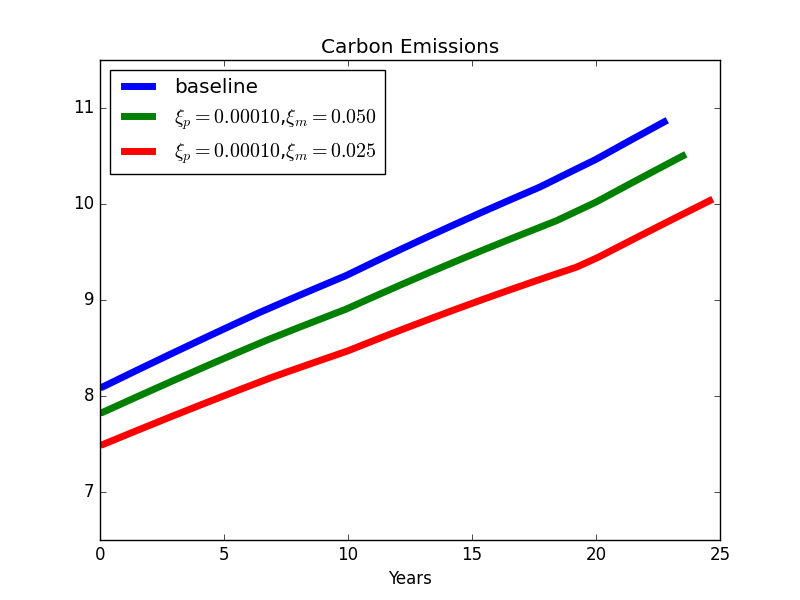 Carbon Emissions
baseline
ξₚ = 0.00010,ξₘ = 0.050
ξₚ = 0.00010,ξₘ = 0.025
11
10
9
8
7
0 5 10 15 20 25
Years